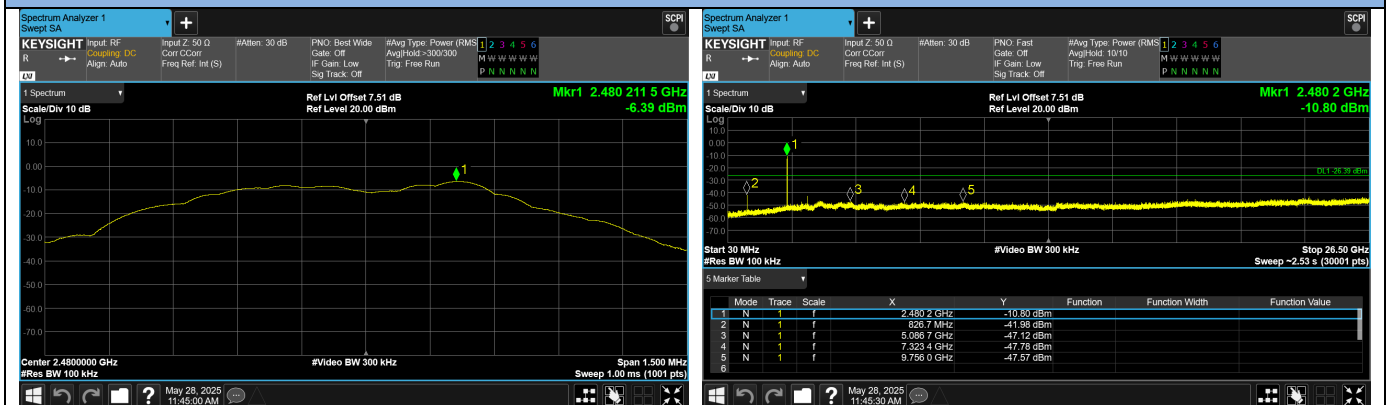 Spectrum Analyzer 1
Swept SA
SCPI
KEYSIGHT Input: RF Input Z: 50 Ω #Atten: 30 dB PNO: Best Wide #Avg Type: Power (RMS 1 2 3 4 5 6
Coupling: DC Corr CCorr Gate: Off Avg|Hold:>300/300 M W W W W W
R Align: Auto Freq Ref: Int (S) IF Gain: Low Trig: Free Run
Sig Track: Off P N N N N N
LXI
1 Spectrum
Ref Lvl Offset 7.51 dB Mkr1 2.480 211 5 GHz
Scale/Div 10 dB Ref Level 20.00 dBm -6.39 dBm
Log
10.0
0.00
1
-10.0
-20.0
-30.0
-40.0
-50.0
-60.0
-70.0
Center 2.4800000 GHz #Video BW 300 kHz Span 1.500 MHz
#Res BW 100 kHz Sweep 1.00 ms (1001 pts)
?
May 28, 2025
11:45:00 AM
Spectrum Analyzer 1
Swept SA
SCPI
KEYSIGHT Input: RF Input Z: 50 Ω #Atten: 30 dB PNO: Fast #Avg Type: Power (RMS 1 2 3 4 5 6
Coupling: DC Corr CCorr Gate: Off Avg|Hold: 10/10 M W W W W W
R Align: Auto Freq Ref: Int (S) IF Gain: Low Trig: Free Run
Sig Track: Off P N N N N N
LXI
1 Spectrum
Ref Lvl Offset 7.51 dB Mkr1 2.480 2 GHz
Scale/Div 10 dB Ref Level 20.00 dBm -10.80 dBm
Log
10.0
0.00
1
-10.0
-20.0
DL1 -26.39 dBm
-30.0
2 3 4 5
-40.0
-50.0
-60.0
-70.0
Start 30 MHz #Video BW 300 kHz Stop 26.50 GHz
#Res BW 100 kHz Sweep ~2.53 s (30001 pts)
5 Marker Table
Mode Trace Scale X Y Function Function Width Function Value
1 N 1 f 2.480 2 GHz -10.80 dBm
2 N 1 f 826.7 MHz -41.98 dBm
3 N 1 f 5.086 7 GHz -47.12 dBm
4 N 1 f 7.323 4 GHz -47.78 dBm
5 N 1 f 9.756 0 GHz -47.57 dBm
6
?
May 28, 2025
11:45:30 AM